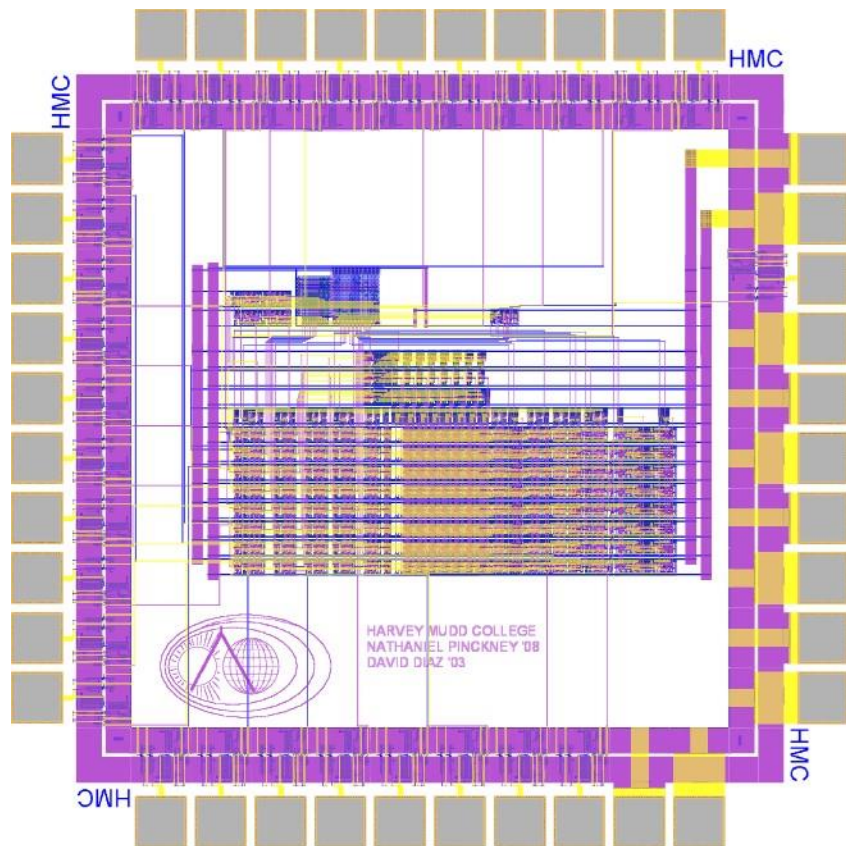 HMC
HMC
HARVEY MUDD COLLEGE
NATHANIEL PINCKNEY '08
DAVID DIAZ '03
HMC
HMC